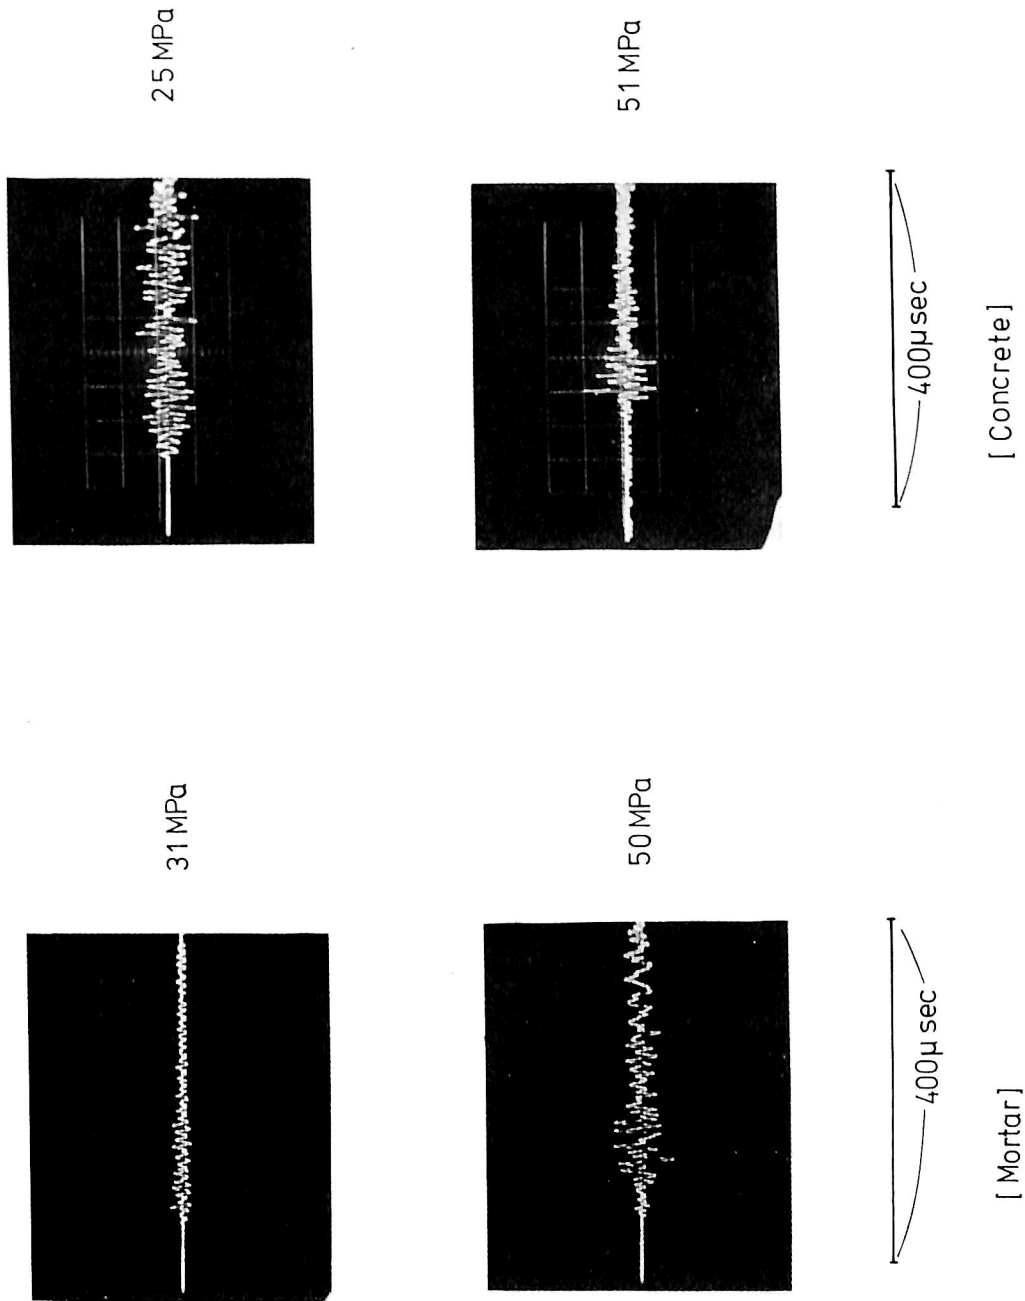 25 MPa
51 MPa
400µsec
[ Concrete ]
31 MPa
50 MPa
400µ sec
[ Mortar ]